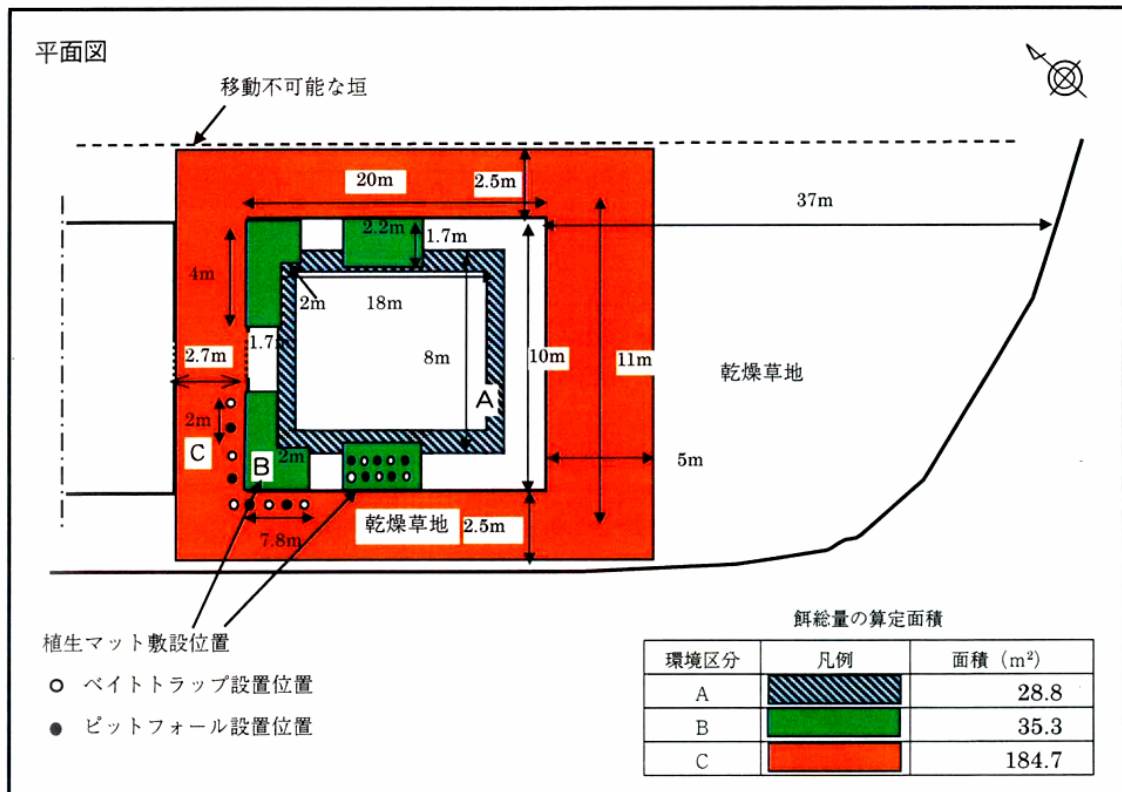 平面図
移動不可能な垣
20m
2.5m
37m
2.2m
1.7m
4m
2m
18m
1.7m
2.7m
8m
10m
11m
乾燥草地
A
2m
C
B
2m
5m
乾燥草地
2.5m
7.8m
植生マット敷設位置
ベイトトラップ設置位置
ピットフォール設置位置
餌総量の算定面積
環境区分 凡例 面積（m²）
A 28.8
B 35.3
C 184.7